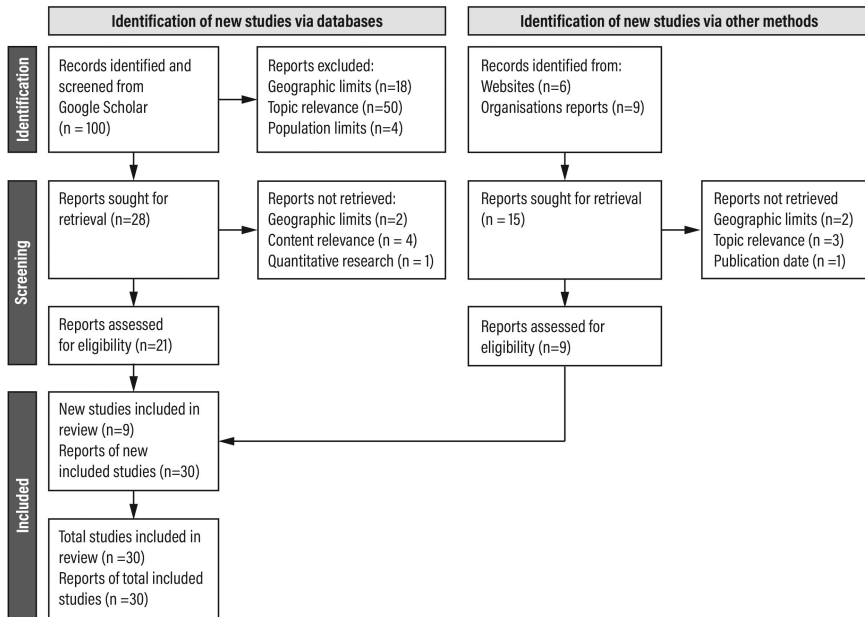 Identification of new studies via databases
Identification of new studies via other methods
Identification
Records identified and
screened from
Google Scholar
(n = 100)
Reports excluded:
Geographic limits (n=18)
Topic relevance (n=50)
Population limits (n=4)
Records identified from:
Websites (n=6)
Organisations reports (n=9)
Screening
Reports sought for
retrieval (n=28)
Reports not retrieved:
Geographic limits (n=2)
Content relevance (n = 4)
Quantitative research (n = 1)
Reports sought for retrieval
(n = 15)
Reports not retrieved
Geographic limits (n=2)
Topic relevance (n=3)
Publication date (n =1)
Reports assessed
for eligibility (n=21)
Reports assessed for
eligibility (n=9)
Included
New studies included in
review (n=9)
Reports of new
included studies (n=30)
Total studies included in
review (n =30)
Reports of total included
studies (n =30)